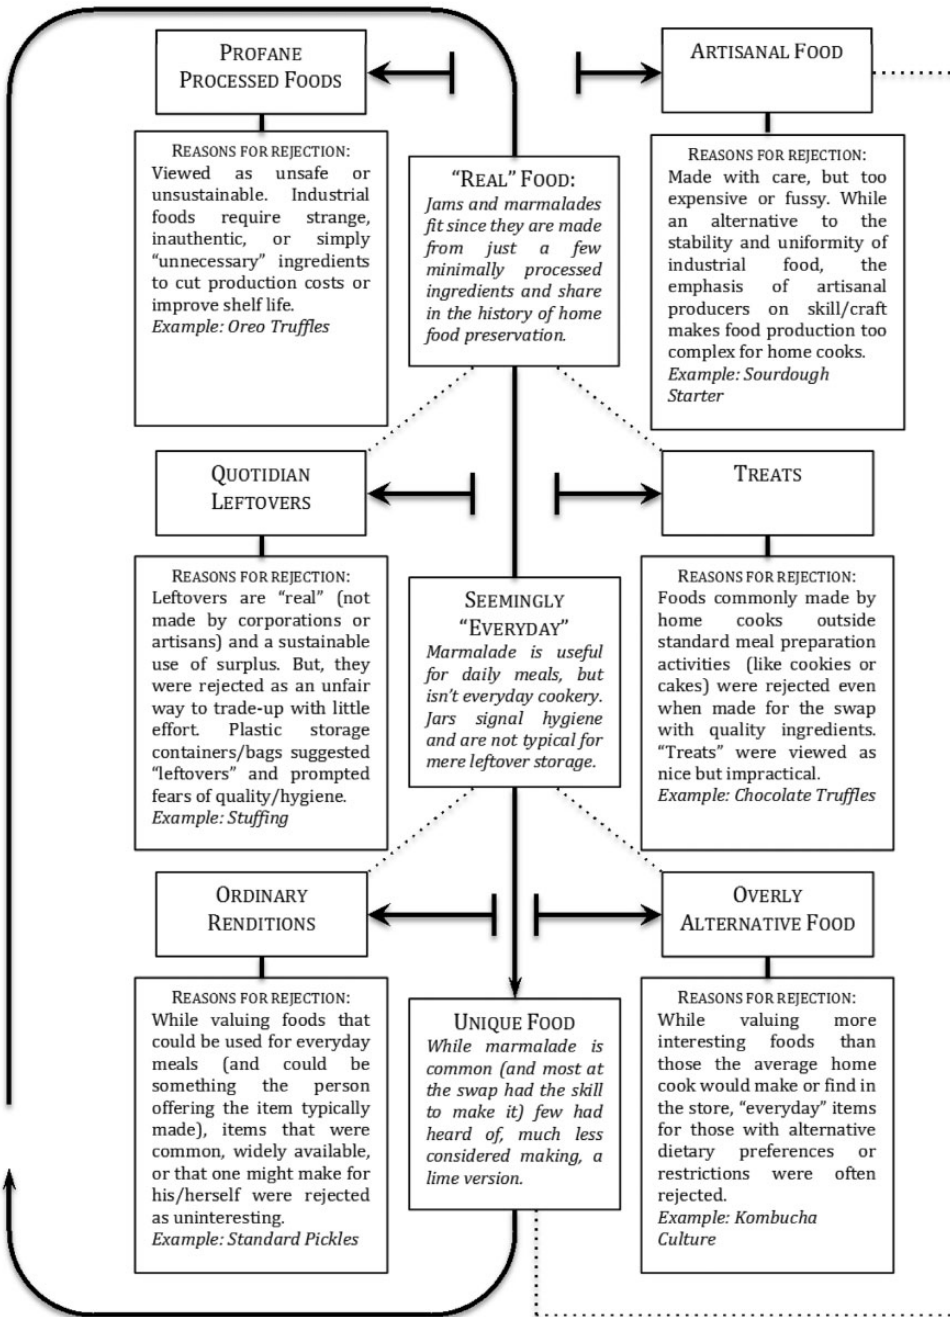 PROFANE
PROCESSED FOODS
REASONS FOR REJECTION:
Viewed as unsafe or
unsustainable. Industrial
foods require strange,
inauthentic, or simply
“unnecessary” ingredients
to cut production costs or
improve shelf life.
Example: Oreo Truffles
“REAL” FOOD:
Jams and marmalades
fit since they are made
from just a few
minimally processed
ingredients and share
in the history of home
food preservation.
ARTISANAL FOOD
REASONS FOR REJECTION:
Made with care, but too
expensive or fussy. While
an alternative to the
stability and uniformity of
industrial food, the
emphasis of artisanal
producers on skill/craft
makes food production too
complex for home cooks.
Example: Sourdough
Starter
QUOTIDIAN
LEFTOVERS
REASONS FOR REJECTION:
Leftovers are “real” (not
made by corporations or
artisans) and a sustainable
use of surplus. But, they
were rejected as an unfair
way to trade-up with little
effort. Plastic storage
containers/bags suggested
“leftovers” and prompted
fears of quality/hygiene.
Example: Stuffing
SEEMINGLY
“EVERYDAY”
Marmalade is useful
for daily meals, but
isn’t everyday cookery.
Jars signal hygiene
and are not typical for
mere leftover storage.
TREATS
REASONS FOR REJECTION:
Foods commonly made by
home cooks outside
standard meal preparation
activities (like cookies or
cakes) were rejected even
when made for the swap
with quality ingredients.
“Treats” were viewed as
nice but impractical.
Example: Chocolate Truffles
ORDINARY
RENDITIONS
REASONS FOR REJECTION:
While valuing foods that
could be used for everyday
meals (and could be
something the person
offering the item typically
made), items that were
common, widely available,
or that one might make for
his/herself were rejected
as uninteresting.
Example: Standard Pickles
UNIQUE FOOD
While marmalade is
common (and most at
the swap had the skill
to make it) few had
heard of, much less
considered making, a
lime version.
OVERLY
ALTERNATIVE FOOD
REASONS FOR REJECTION:
While valuing more
interesting foods than
those the average home
cook would make or find in
the store, “everyday” items
for those with alternative
dietary preferences or
restrictions were often
rejected.
Example: Kombucha
Culture